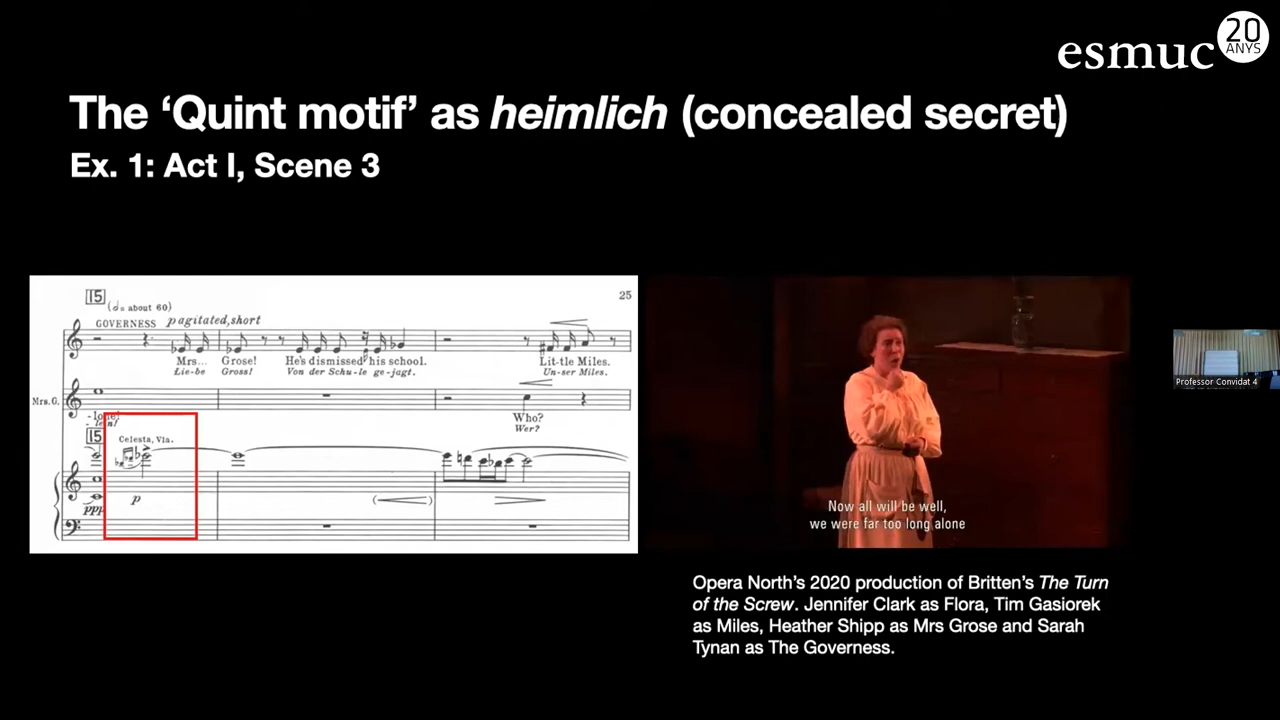 esmuc
20
ANYS
The ‘Quint motif’ as heimlich (concealed secret)
Ex. 1: Act I, Scene 3
15
(𝅗𝅥= about 60)
25
GOVERNESS p agitated, short
Mrs... Grose! He's dismissed his school. Lit-tle Miles.
Lie-be Gross! Von der Schu-le ge-jagt. Un-ser Miles.
Mrs. G.
Who?
Wer?
15
Celesta, Vla.
p
ppp
Now all will be well,
we were far too long alone
Professor Convidat 4
Opera North’s 2020 production of Britten’s The Turn
of the Screw. Jennifer Clark as Flora, Tim Gasiorek
as Miles, Heather Shipp as Mrs Grose and Sarah
Tynan as The Governess.